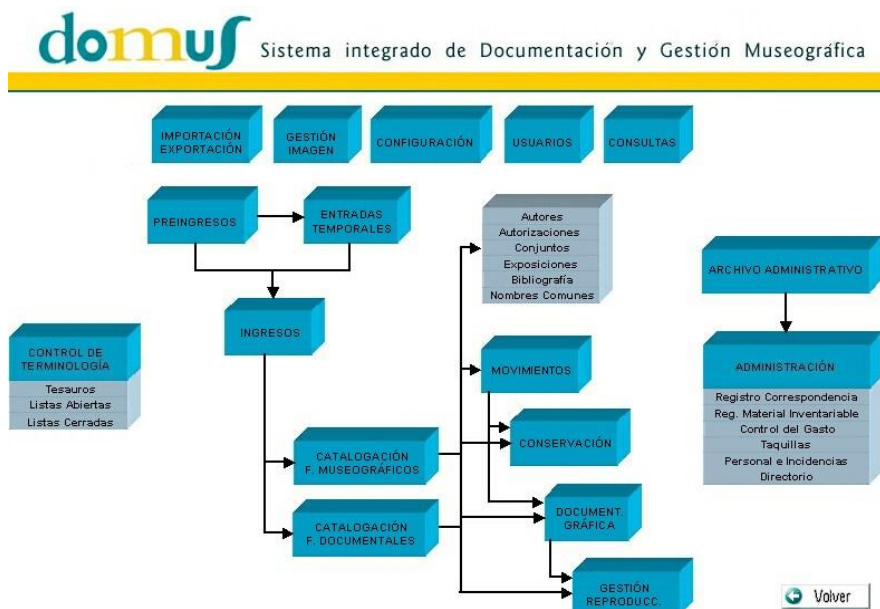 domus Sistema integrado de Documentación y Gestión Museográfica
IMPORTACIÓN
EXPORTACIÓN
GESTIÓN
IMAGEN
CONFIGURACIÓN
USUARIOS
CONSULTAS
PREINGRESOS
ENTRADAS
TEMPORALES
Autores
Autorizaciones
Conjuntos
Exposiciones
Bibliografía
Nombres Comunes
ARCHIVO ADMINISTRATIVO
INGRESOS
CONTROL DE
TERMINOLOGÍA
Tesauros
Listas Abiertas
Listas Cerradas
MOVIMIENTOS
ADMINISTRACIÓN
Registro Correspondencia
Reg. Material Inventariable
Control del Gasto
Taquillas
Personal e Incidencias
Directorio
CONSERVACIÓN
CATALOGACIÓN
F. MUSEOGRÁFICOS
DOCUMENT.
GRÁFICA
CATALOGACIÓN
F. DOCUMENTALES
GESTIÓN
REPRODUCC.
Volver